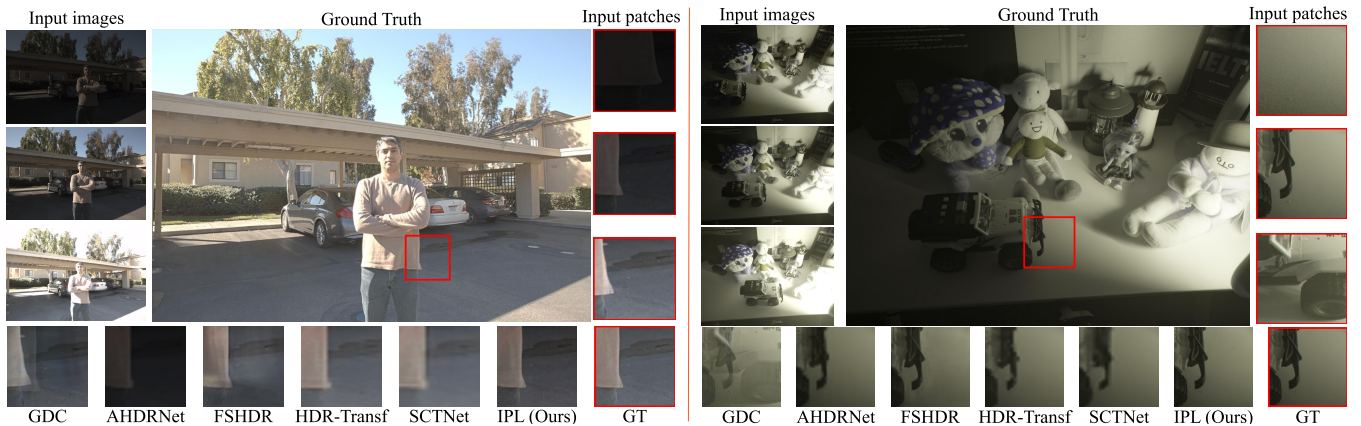 Input images
Ground Truth
Input patches
GDC
AHDRNet
FSHDR
HDR-Transf
SCTNet
IPL (Ours)
GT
Input images
Ground Truth
Input patches
IELT
GDC
AHDRNet
FSHDR
HDR-Transf
SCTNet
IPL (Ours)
GT